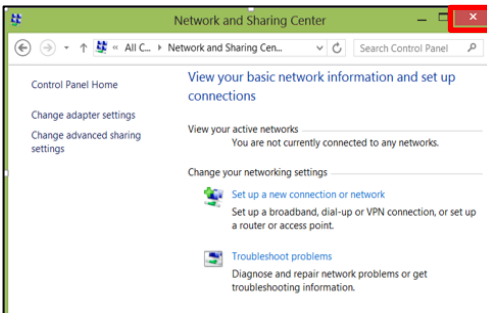 Network and Sharing Center
« All C... Network and Sharing Cen... Search Control Panel
Control Panel Home
Change adapter settings
Change advanced sharing
settings
View your basic network information and set up
connections
View your active networks
You are not currently connected to any networks.
Change your networking settings
Set up a new connection or network
Set up a broadband, dial-up or VPN connection, or set up
a router or access point.
Troubleshoot problems
Diagnose and repair network problems or get
troubleshooting information.